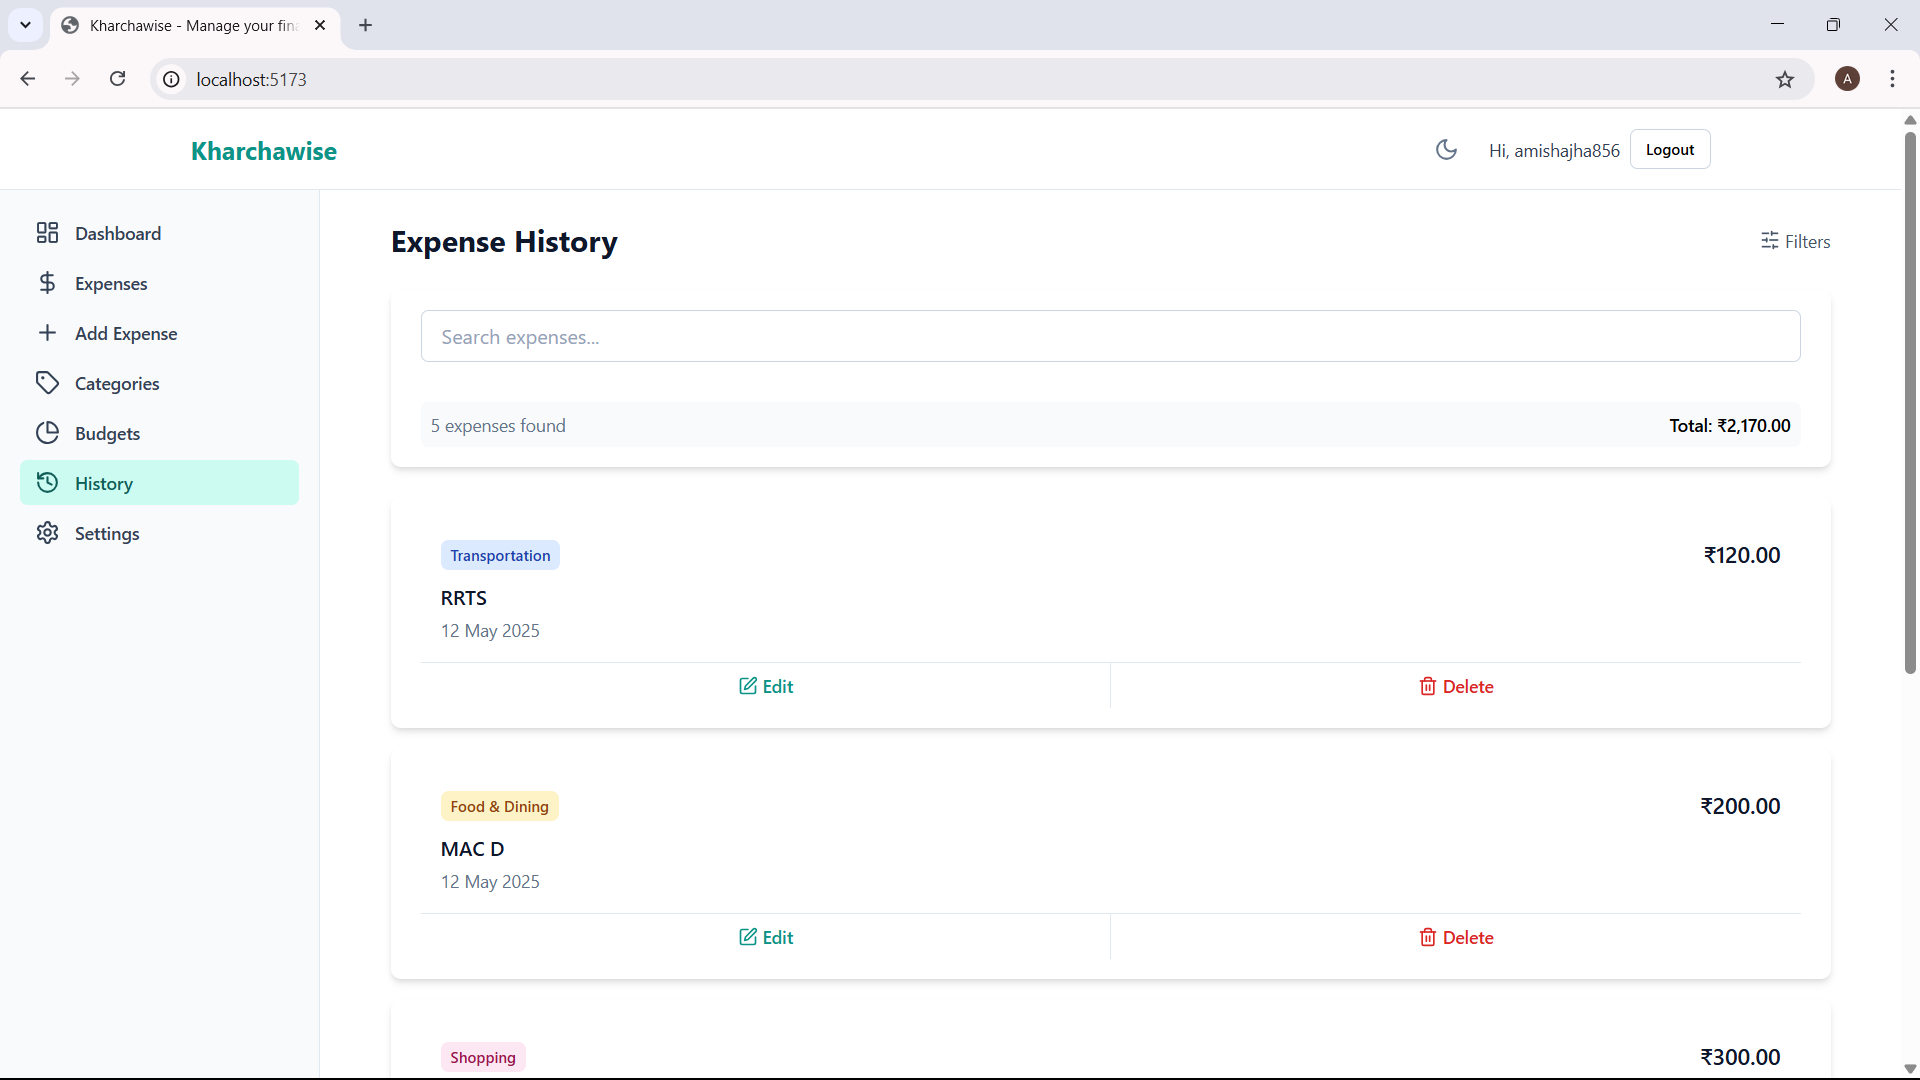 Kharchawise - Manage your fin
localhost:5173
A
Kharchawise
Hi, amishajha856
Logout
Dashboard
Expenses
Add Expense
Categories
Budgets
History
Settings
Expense History
Filters
Search expenses...
5 expenses found
Total: ₹2,170.00
Transportation
₹120.00
RRTS
12 May 2025
Edit
Delete
Food & Dining
₹200.00
MAC D
12 May 2025
Edit
Delete
Shopping
₹300.00